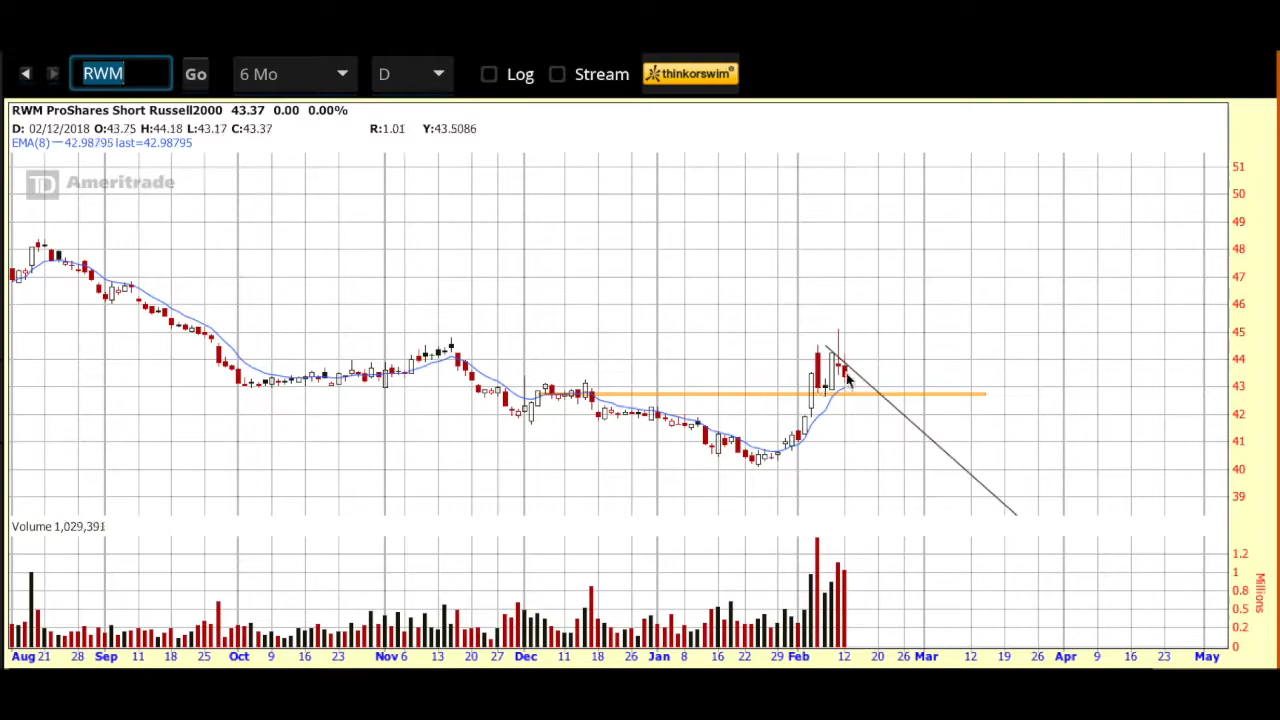 RWM Go 6 Mo D Log Stream thinkorswim®
RWM ProShares Short Russell2000 43.37 0.00 0.00%
D: 02/12/2018 O:43.75 H:44.18 L:43.17 C:43.37 R:1.01 Y:43.5086
EMA(8) — 42.98795 last=42.98795
TD Ameritrade
51
50
49
48
47
46
45
44
43
42
41
40
39
Volume 1,029,391
1.2
1
0.8
0.5
0.2
0
Millions
Aug 21 28 Sep 11 18 25 Oct 9 16 23 Nov 6 13 20 27 Dec 11 18 26 Jan 8 16 22 29 Feb 12 20 26 Mar 12 19 26 Apr 9 16 23 May